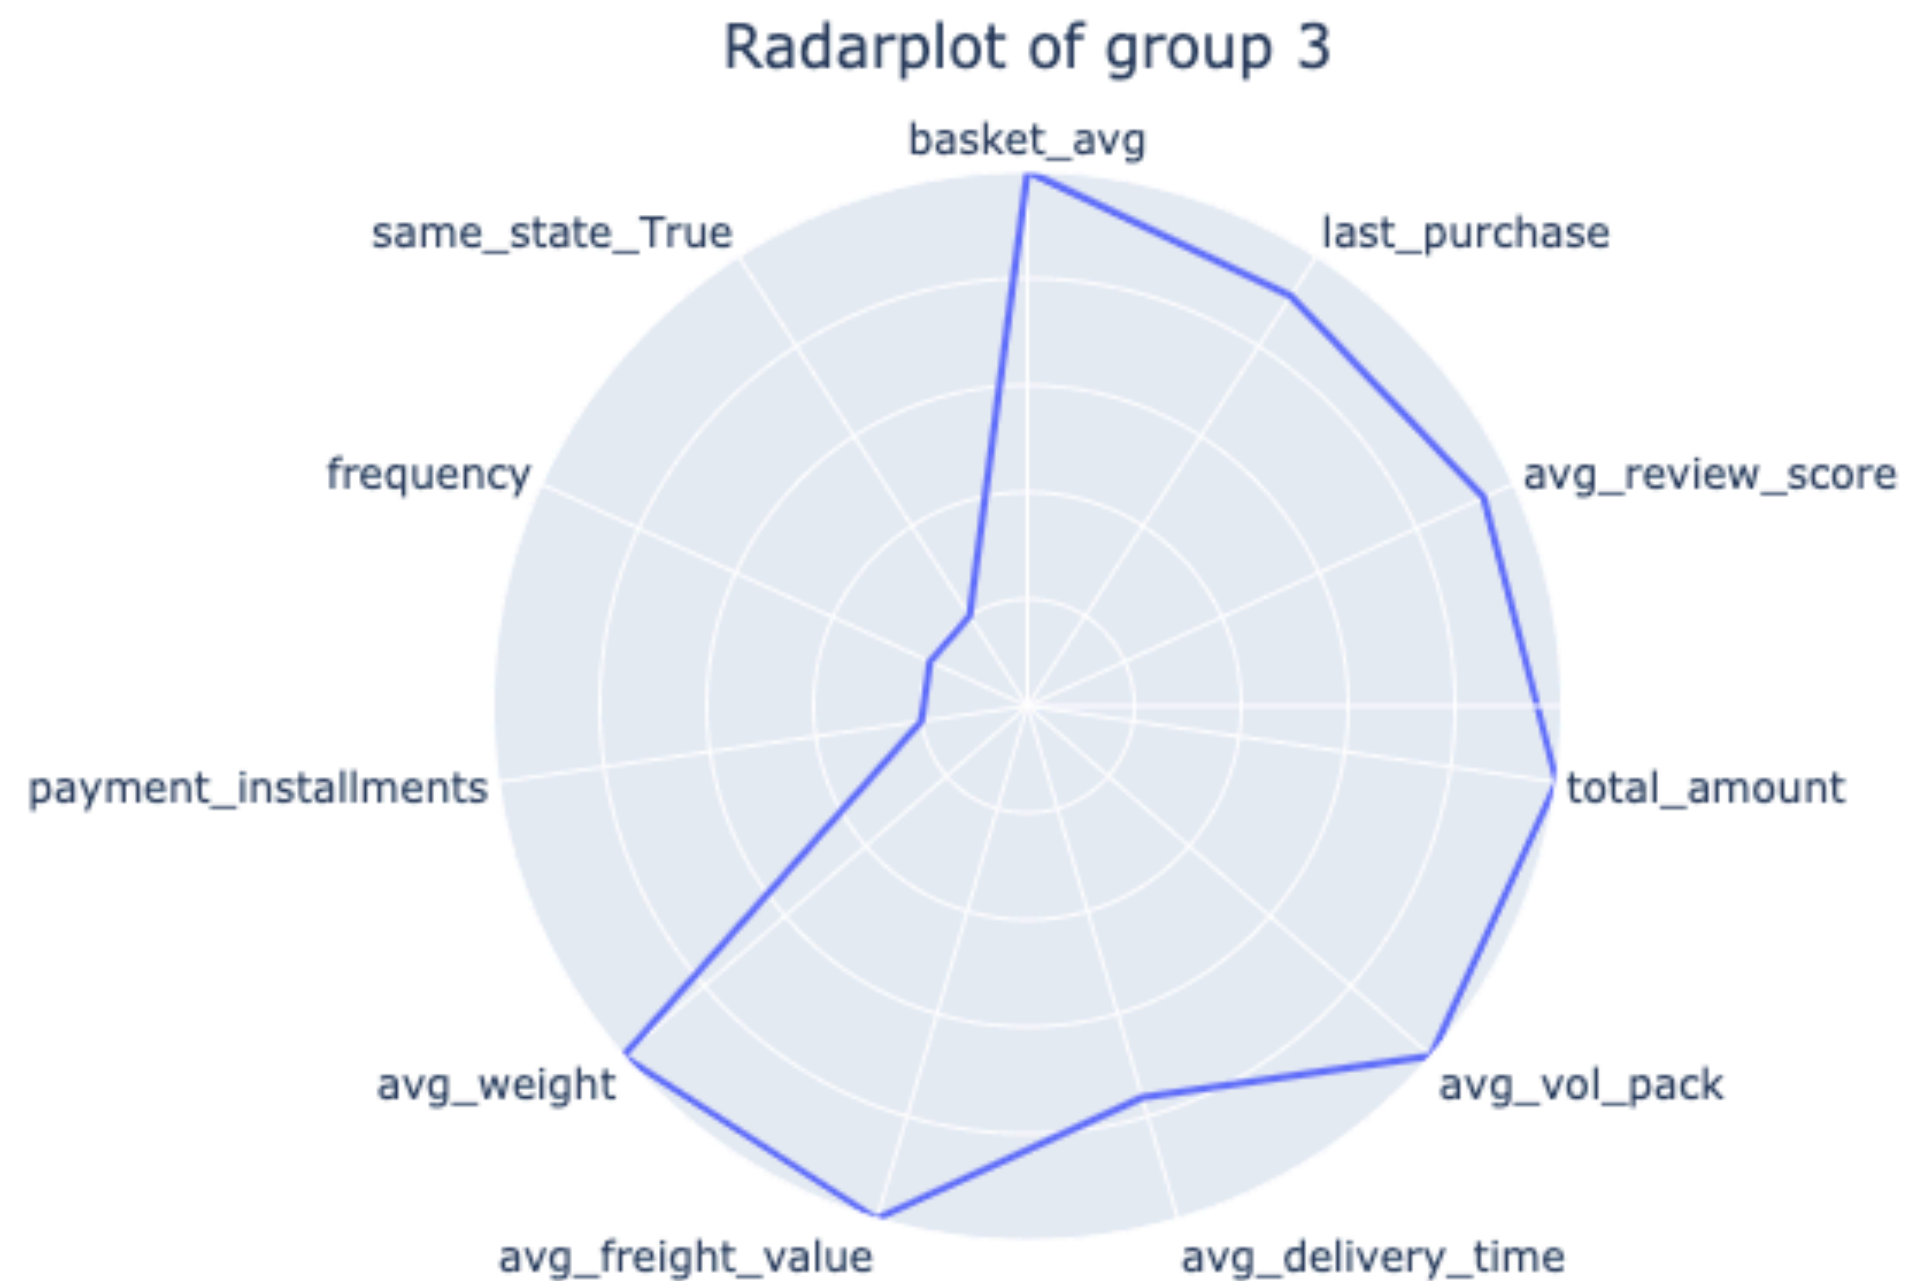 Radarplot of group 3
basket_avg
same_state_True
last_purchase
frequency
avg_review_score
payment_installments
total_amount
avg_weight
avg_vol_pack
avg_freight_value
avg_delivery_time